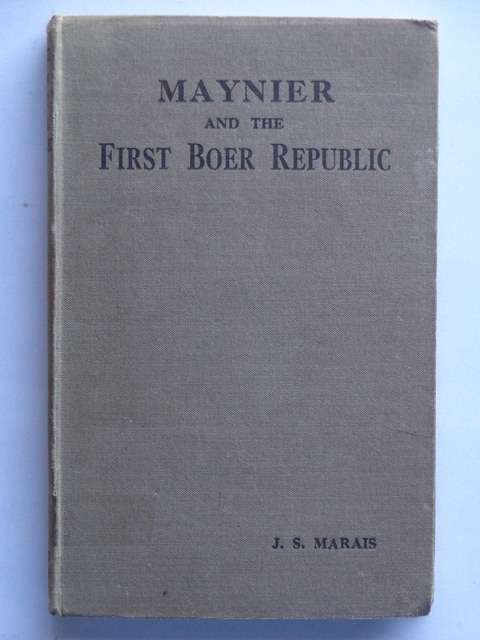 MAYNIER
AND THE
FIRST BOER REPUBLIC
J. S. MARAIS